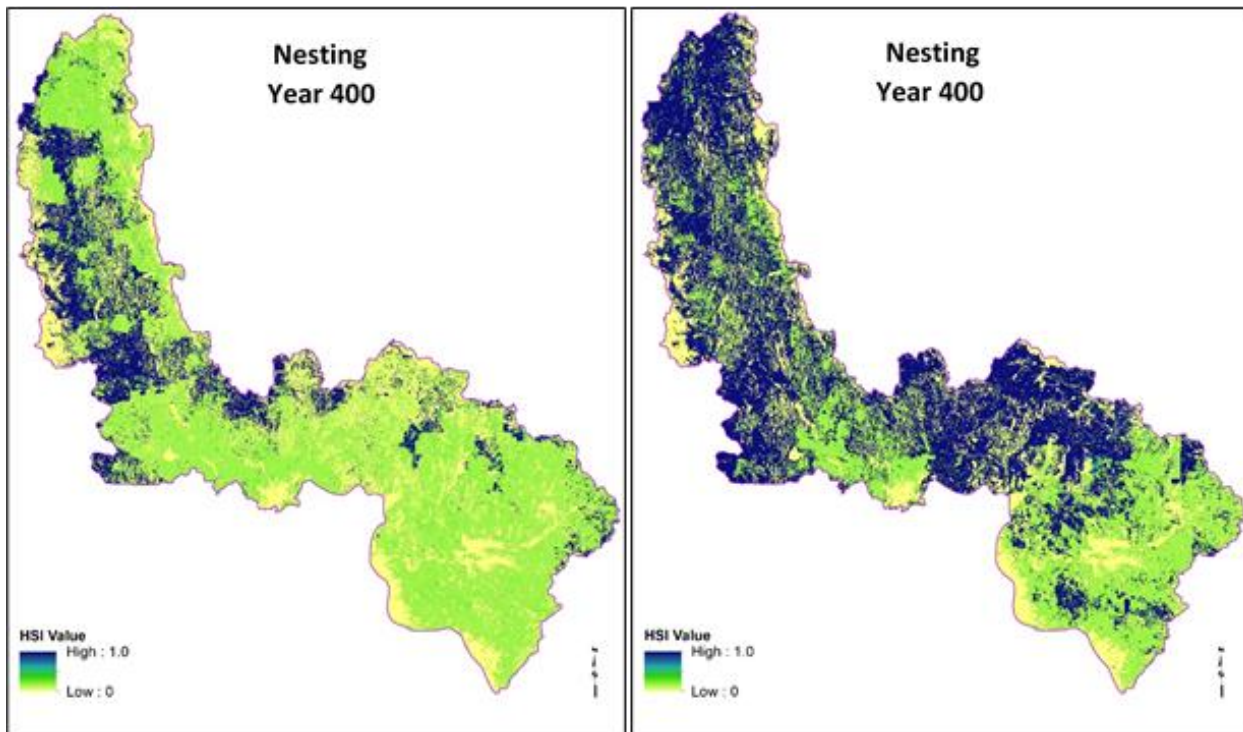 Nesting
Year 400
HSI Value
High : 1.0
Low : 0
Nesting
Year 400
HSI Value
High : 1.0
Low : 0